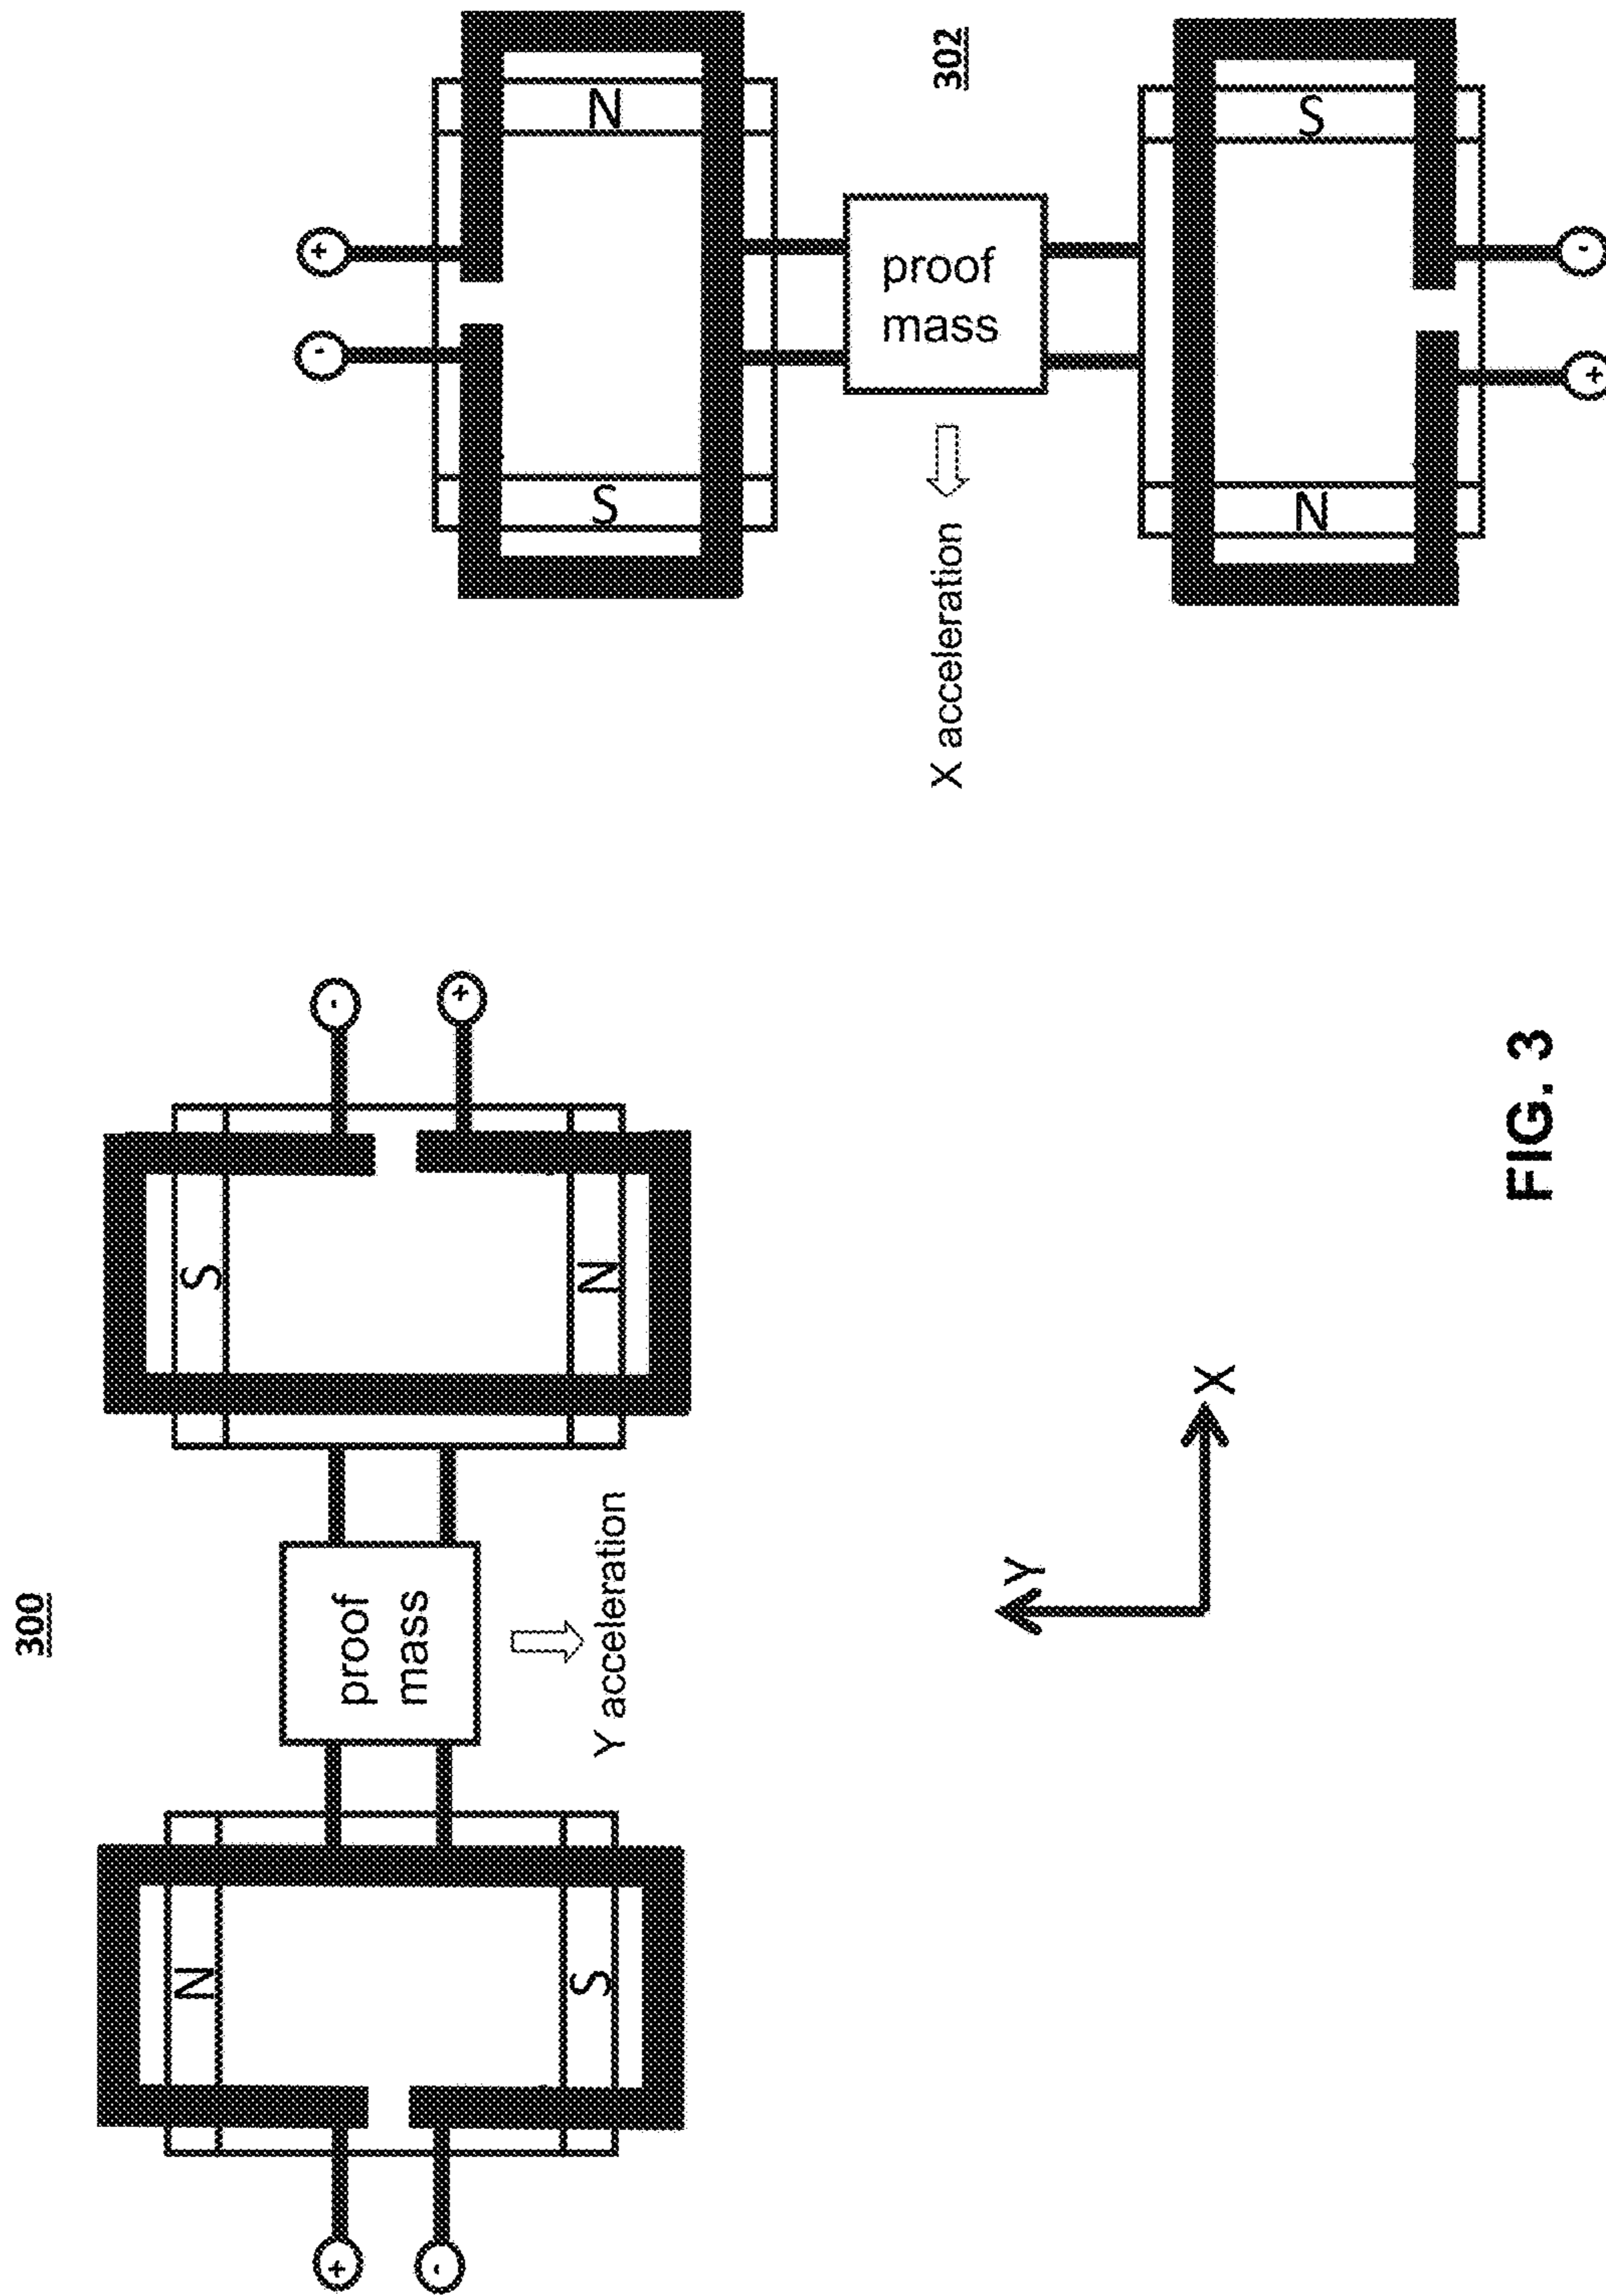 300
+
-
N
S
proof
mass
Y acceleration
S
N
-
+
302
-
+
S
N
proof
mass
X acceleration
N
S
+
-
Y
X
FIG. 3